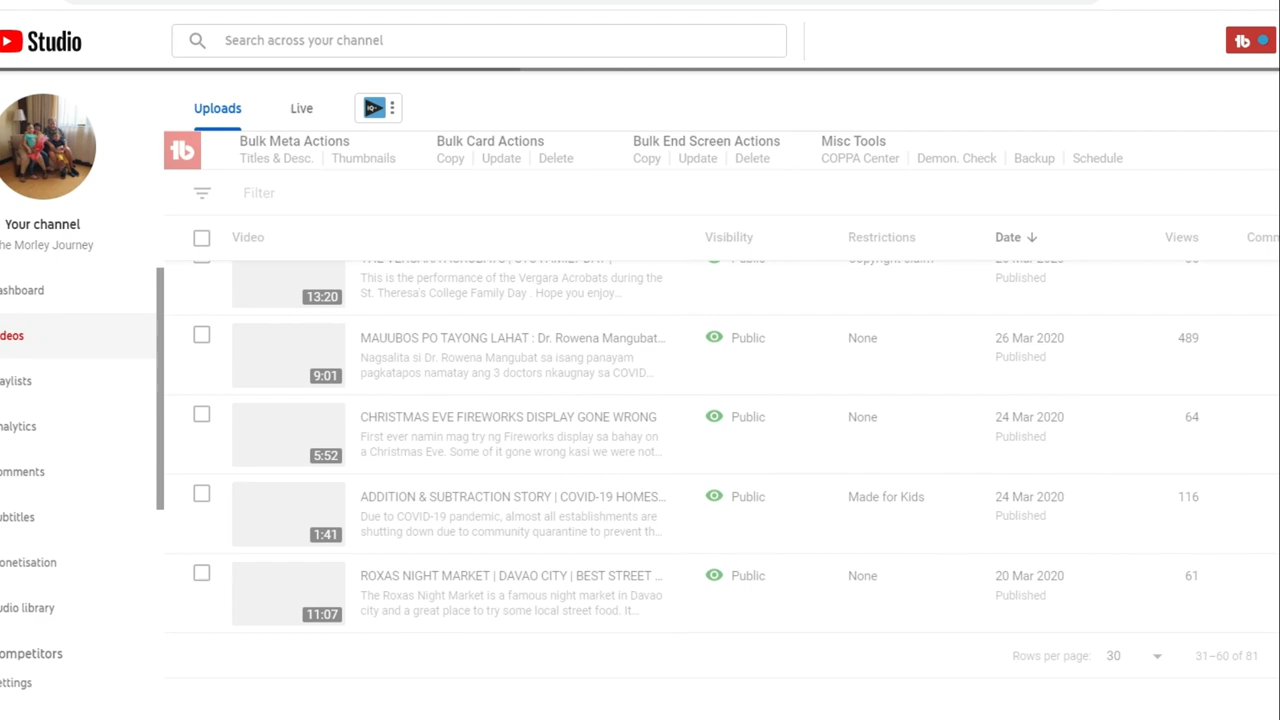 Studio
Search across your channel
Uploads
Live
Bulk Meta Actions
Titles & Desc.
Thumbnails
Bulk Card Actions
Copy
Update
Delete
Bulk End Screen Actions
Copy
Update
Delete
Misc Tools
COPPA Center
Demon. Check
Backup
Schedule
Filter
Your channel
he Morley Journey
ashboard
deos
aylists
nalytics
omments
ubtitles
onetisation
udio library
ompetitors
ettings
Video
Visibility
Restrictions
Date
Views
Comm
This is the performance of the Vergara Acrobats during the
St. Theresa's College Family Day . Hope you enjoy...
13:20
Published
MAUUBOS PO TAYONG LAHAT : Dr. Rowena Mangubat...
Nagsalita si Dr. Rowena Mangubat sa isang panayam
pagkatapos namatay ang 3 doctors nkaugnay sa COVID...
9:01
Public
None
26 Mar 2020
Published
489
CHRISTMAS EVE FIREWORKS DISPLAY GONE WRONG
First ever namin mag try ng Fireworks display sa bahay on
a Christmas Eve. Some of it gone wrong kasi we were not...
5:52
Public
None
24 Mar 2020
Published
64
ADDITION & SUBTRACTION STORY | COVID-19 HOMES...
Due to COVID-19 pandemic, almost all establishments are
shutting down due to community quarantine to prevent th...
1:41
Public
Made for Kids
24 Mar 2020
Published
116
ROXAS NIGHT MARKET | DAVAO CITY | BEST STREET ...
The Roxas Night Market is a famous night market in Davao
city and a great place to try some local street food. It...
11:07
Public
None
20 Mar 2020
Published
61
Rows per page:
30
31–60 of 81